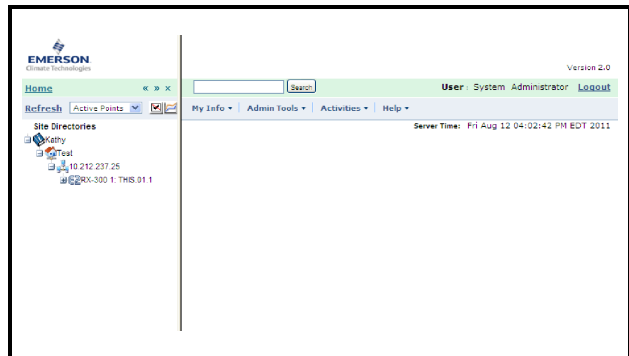 EMERSON.
Climate Technologies
Version 2.0
Home « » × Search User : System Administrator Logout
Refresh Active Points My Info Admin Tools Activities Help
Site Directories Server Time: Fri Aug 12 04:02:42 PM EDT 2011
Kathy
Test
10.212.237.25
RX-300 1: THIS.01.1